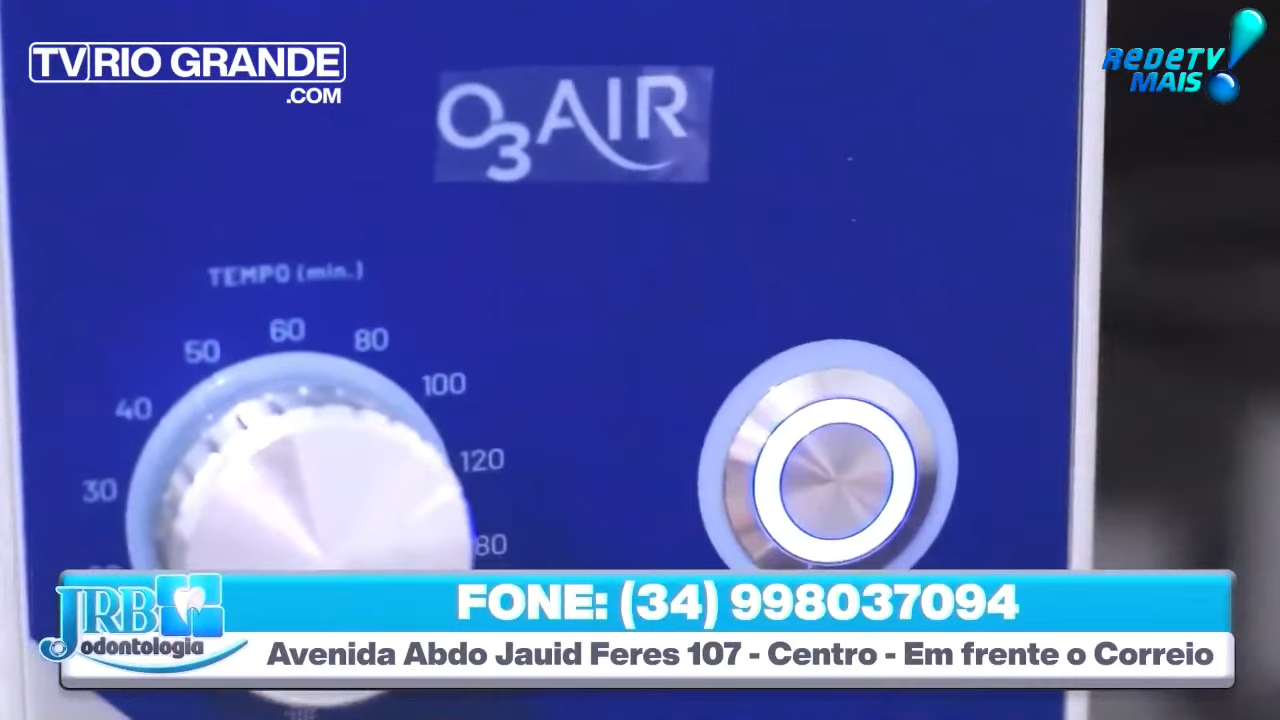 TV RIO GRANDE
.COM
REDETV!
MAIS
O3AIR
TEMPO (min.)
60
50
80
40
100
30
120
80
FONE: (34) 998037094
JRB
odontologia
Avenida Abdo Jauid Feres 107 - Centro - Em frente o Correio